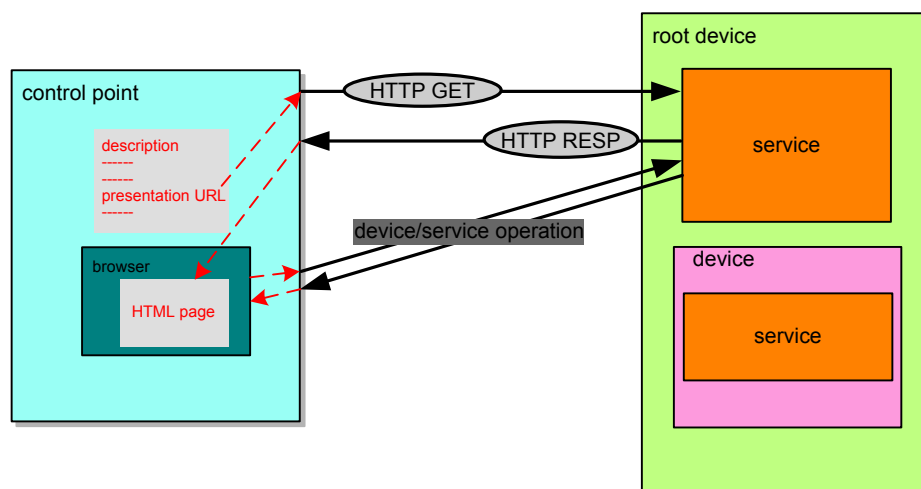 control point
description
------
------
presentation URL
------
browser
HTML page
HTTP GET
HTTP RESP
device/service operation
root device
service
device
service